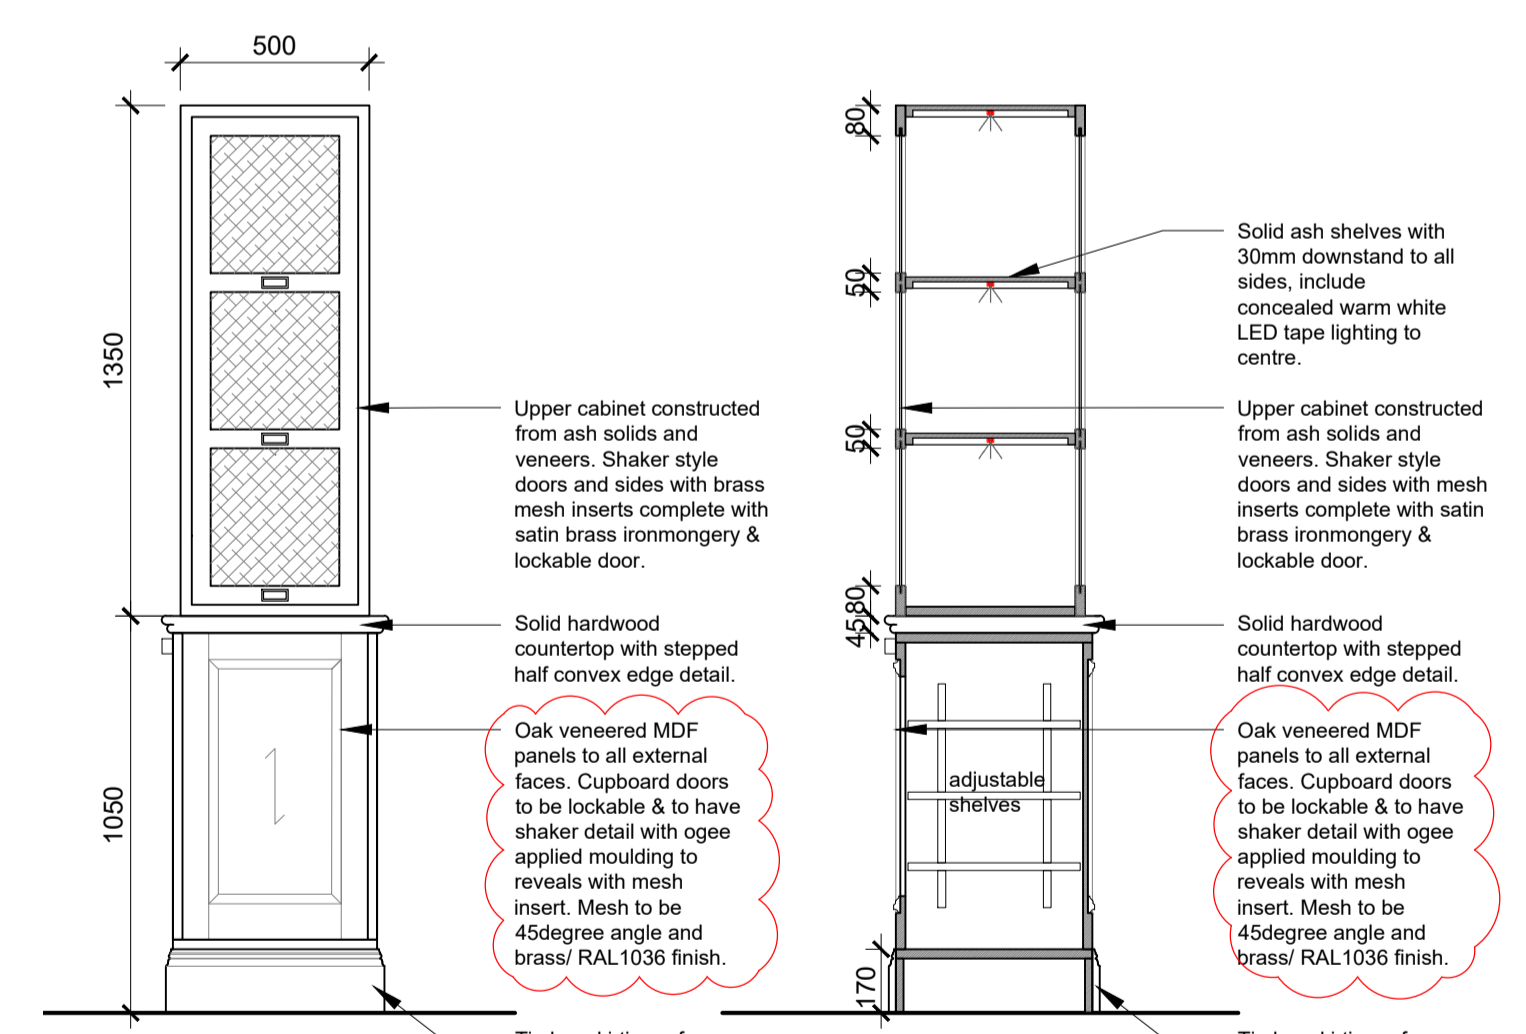 500
1350
1050
Upper cabinet constructed
from ash solids and
veneers. Shaker style
doors and sides with brass
mesh inserts complete with
satin brass ironmongery &
lockable door.
Solid hardwood
countertop with stepped
half convex edge detail.
Oak veneered MDF
panels to all external
faces. Cupboard doors
to be lockable & to have
shaker detail with ogee
applied moulding to
reveals with mesh
insert. Mesh to be
45degree angle and
brass/ RAL1036 finish.
80
50
50
80
45
170
adjustable
shelves
Solid ash shelves with
30mm downstand to all
sides, include
concealed warm white
LED tape lighting to
centre.
Upper cabinet constructed
from ash solids and
veneers. Shaker style
doors and sides with mesh
inserts complete with satin
brass ironmongery &
lockable door.
Solid hardwood
countertop with stepped
half convex edge detail.
Oak veneered MDF
panels to all external
faces. Cupboard doors
to be lockable & to have
shaker detail with ogee
applied moulding to
reveals with mesh
insert. Mesh to be
45degree angle and
brass/ RAL1036 finish.